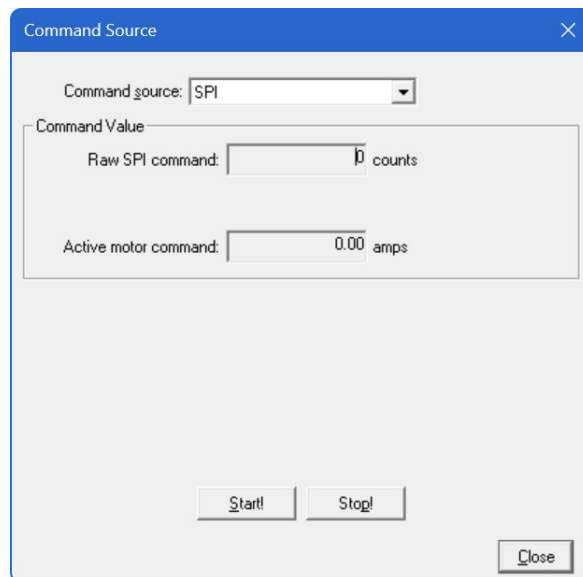 Command Source
Command source: SPI
Command Value
Raw SPI command: 0 counts
Active motor command: 0.00 amps
Start! Stop!
Close